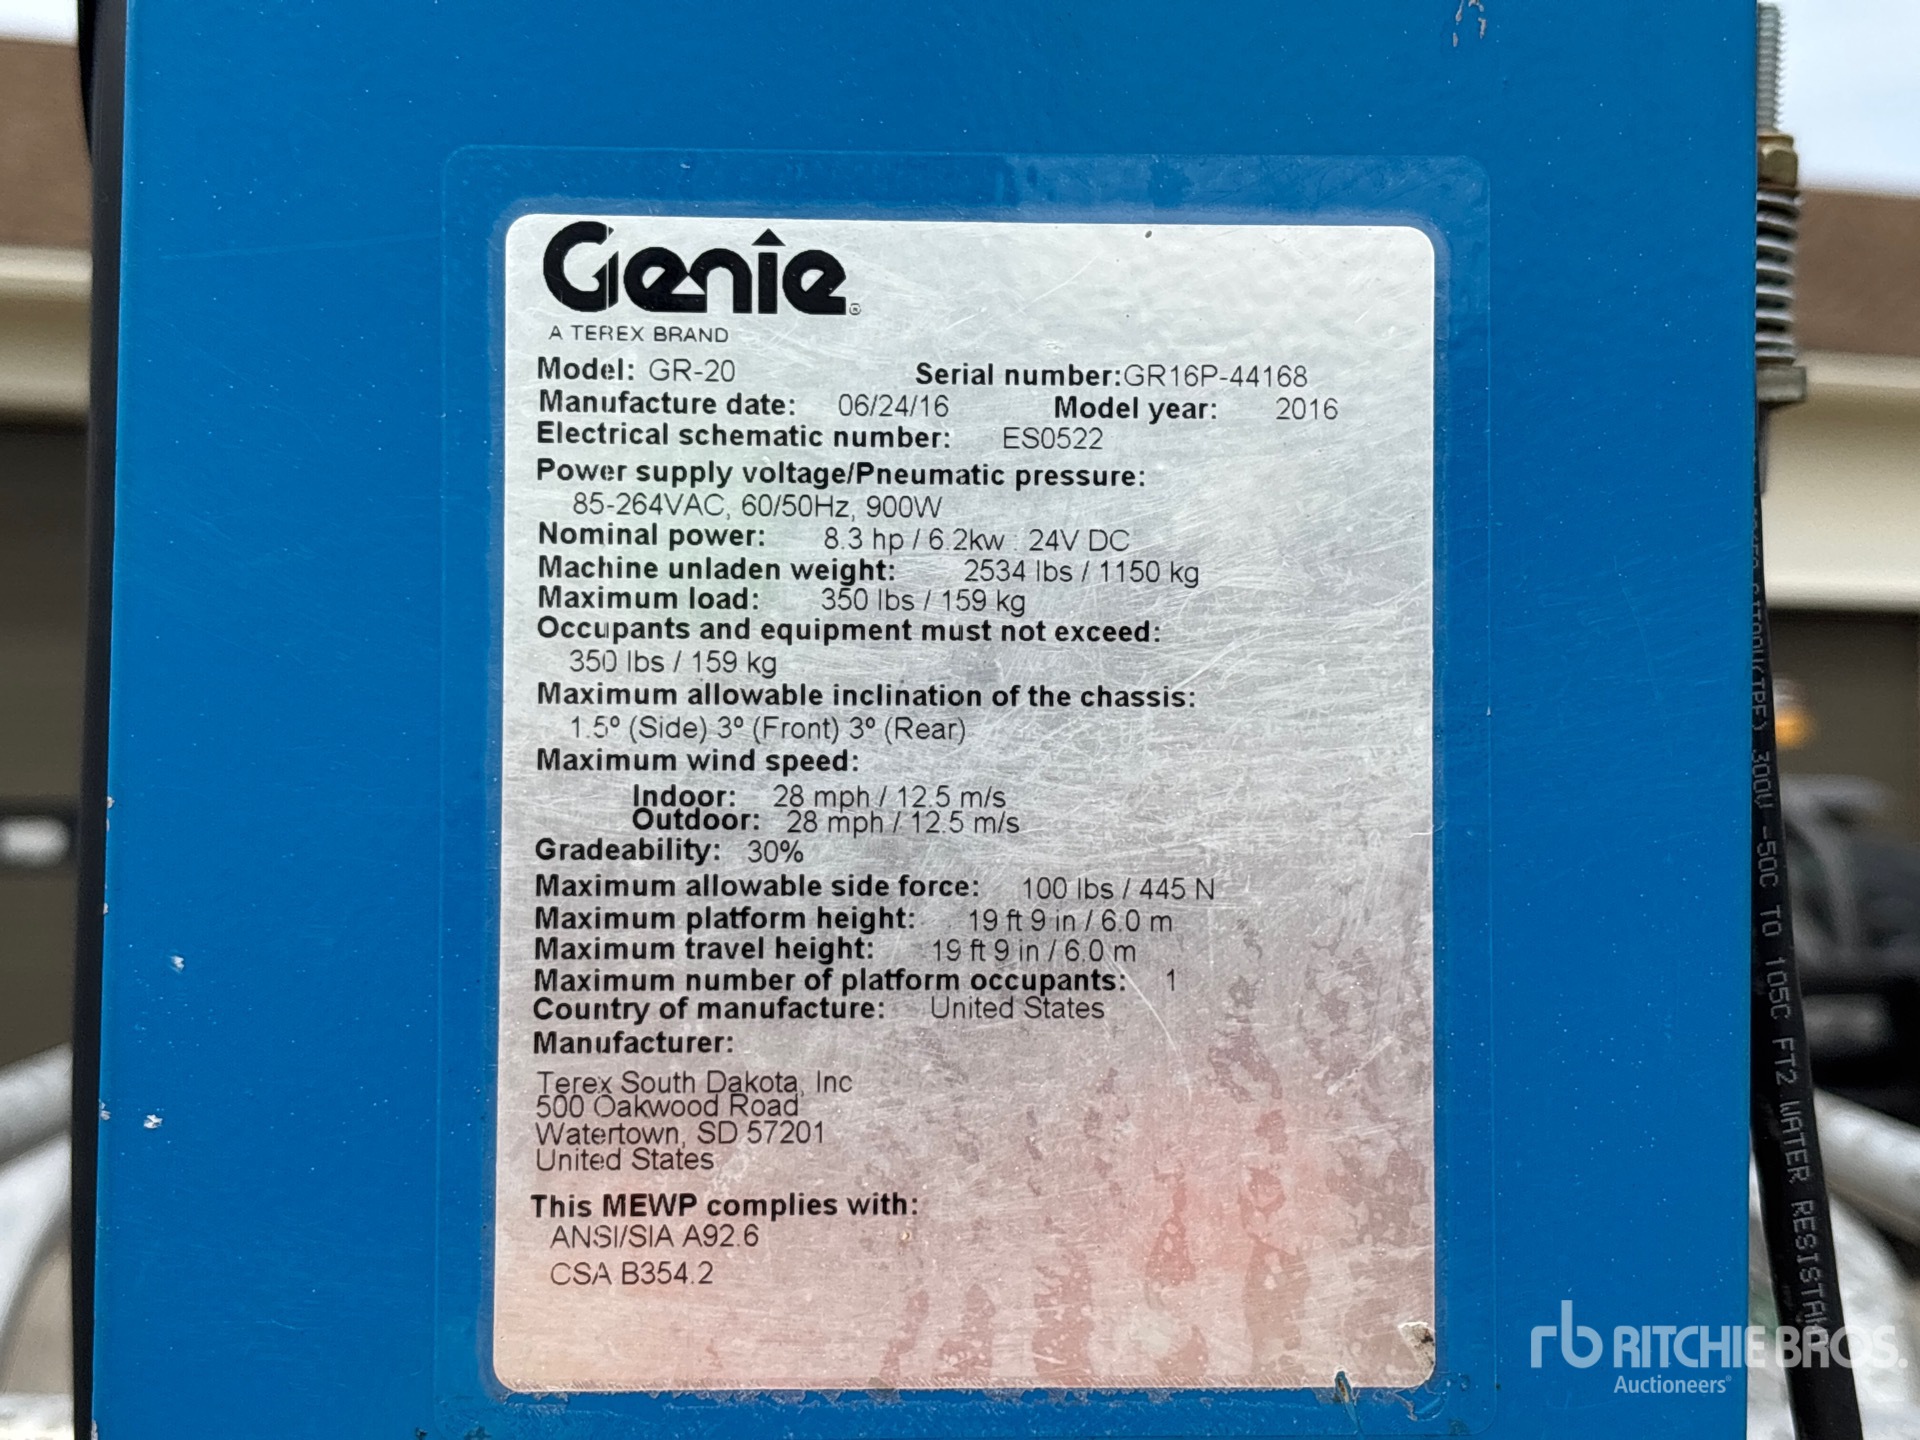 Genie®
A TEREX BRAND
Model: GR-20 Serial number:GR16P-44168
Manufacture date: 06/24/16 Model year: 2016
Electrical schematic number: ES0522
Power supply voltage/Pneumatic pressure:
85-264VAC, 60/50Hz, 900W
Nominal power: 8.3 hp / 6.2kw : 24V DC
Machine unladen weight: 2534 lbs / 1150 kg
Maximum load: 350 lbs / 159 kg
Occupants and equipment must not exceed:
350 lbs / 159 kg
Maximum allowable inclination of the chassis:
1.5º (Side) 3º (Front) 3º (Rear)
Maximum wind speed:
Indoor: 28 mph / 12.5 m/s
Outdoor: 28 mph / 12.5 m/s
Gradeability: 30%
Maximum allowable side force: 100 lbs / 445 N
Maximum platform height: 19 ft 9 in / 6.0 m
Maximum travel height: 19 ft 9 in / 6.0 m
Maximum number of platform occupants: 1
Country of manufacture: United States
Manufacturer:
Terex South Dakota, Inc
500 Oakwood Road
Watertown, SD 57201
United States
This MEWP complies with:
ANSI/SIA A92.6
CSA B354.2
300V -50C TO 105C FT2 WATER RESISTAN
rb RITCHIE BROS.
Auctioneers